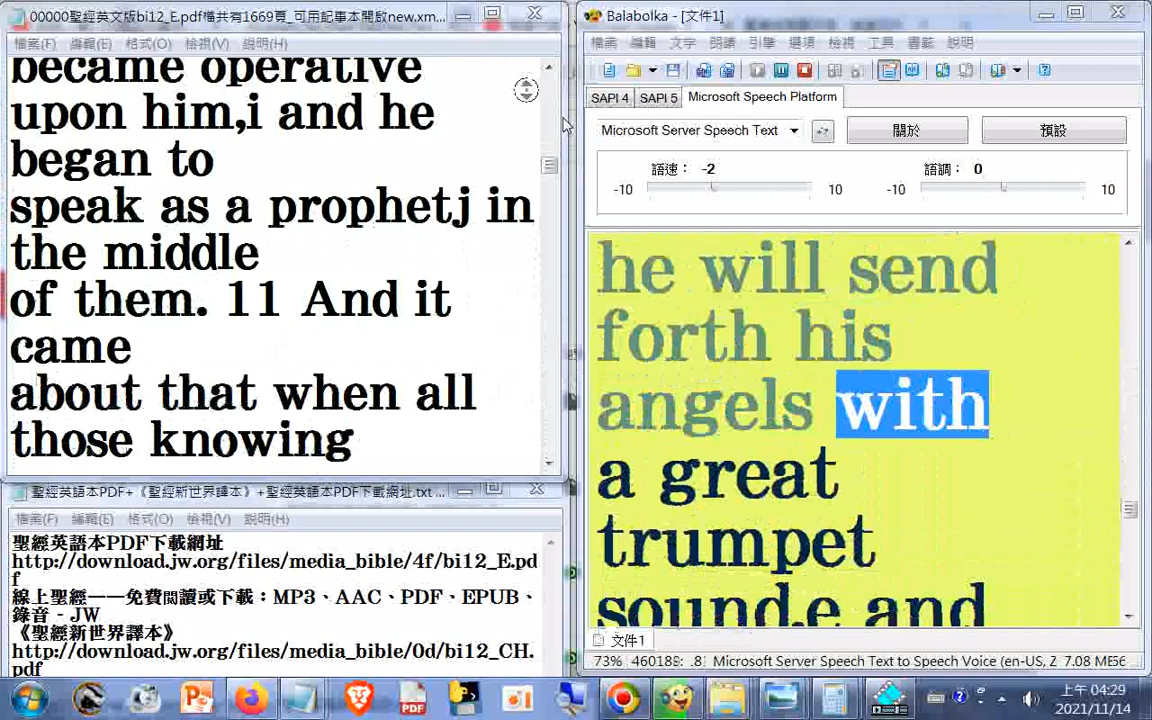 00000聖經英文版bi12_E.pdf檔共有1669頁_可用記事本開啟new.xm...
檔案(F) 編輯(E) 格式(O) 檢視(V) 說明(H)
became operative
upon him,i and he
began to
speak as a prophetj in
the middle
of them. 11 And it
came
about that when all
those knowing
聖經英語本PDF+《聖經新世界譯本》+聖經英語本PDF下載網址.txt ...
檔案(F) 編輯(E) 格式(O) 檢視(V) 說明(H)
聖經英語本PDF下載網址
http://download.jw.org/files/media_bible/4f/bi12_E.pd
f
線上聖經——免費閱讀或下載：MP3、AAC、PDF、EPUB、
錄音 - JW
《聖經新世界譯本》
http://download.jw.org/files/media_bible/0d/bi12_CH.
pdf
Balabolka - [文件1]
檔案 編輯 文字 朗讀 引擎 選項 檢視 工具 書籤 說明
SAPI 4 SAPI 5 Microsoft Speech Platform
Microsoft Server Speech Text 關於 預設
語速： -2 語調： 0
-10 10 -10 10
he will send
forth his
angels with
a great
trumpet
sound,e and
文件1
73% Microsoft Server Speech Text to Speech Voice (en-US, Z 7.08 ME
上午 04:29
2021/11/14